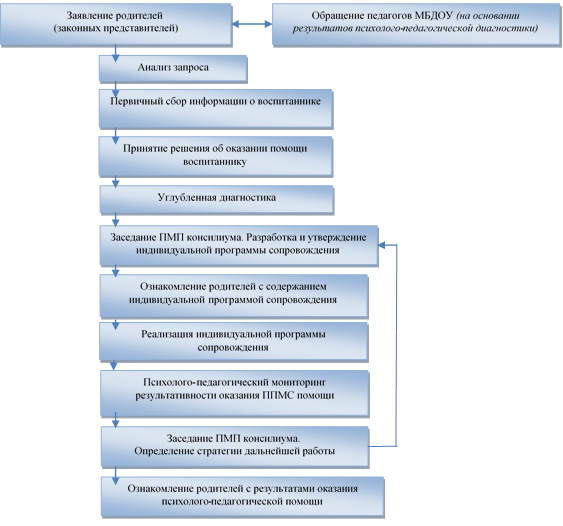 Заявление родителей
(законных представителей)
Обращение педагогов МБДОУ (на основании
результатов психолого-педагогической диагностики)
Анализ запроса
Первичный сбор информации о воспитаннике
Принятие решения об оказании помощи
воспитаннику
Углубленная диагностика
Заседание ПМП консилиума. Разработка и утверждение
индивидуальной программы сопровождения
Ознакомление родителей с содержанием
индивидуальной программой сопровождения
Реализация индивидуальной программы
сопровождения
Психолого-педагогический мониторинг
результативности оказания ППМС помощи
Заседание ПМП консилиума.
Определение стратегии дальнейшей работы
Ознакомление родителей с результатами оказания
психолого-педагогической помощи